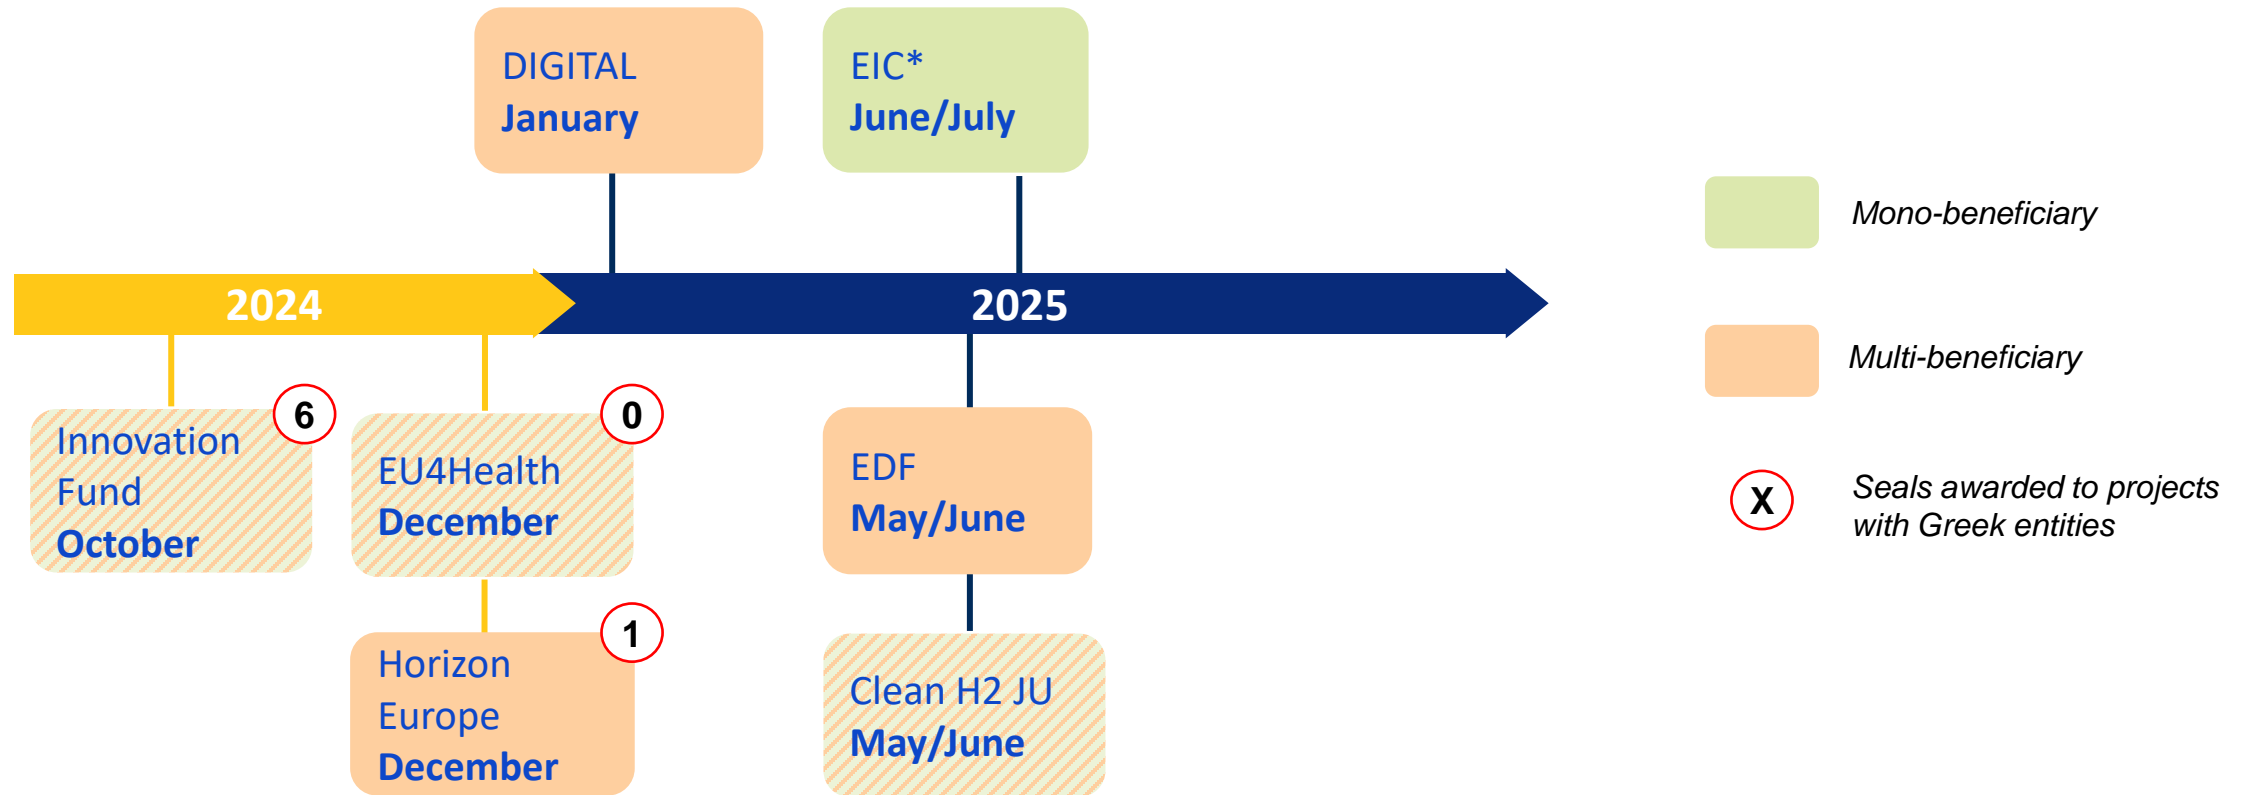 DIGITAL
January
EIC*
June/July
2024
2025
6
Innovation
Fund
October
0
EU4Health
December
1
Horizon
Europe
December
EDF
May/June
Clean H2 JU
May/June
Mono-beneficiary
Multi-beneficiary
X
Seals awarded to projects
with Greek entities